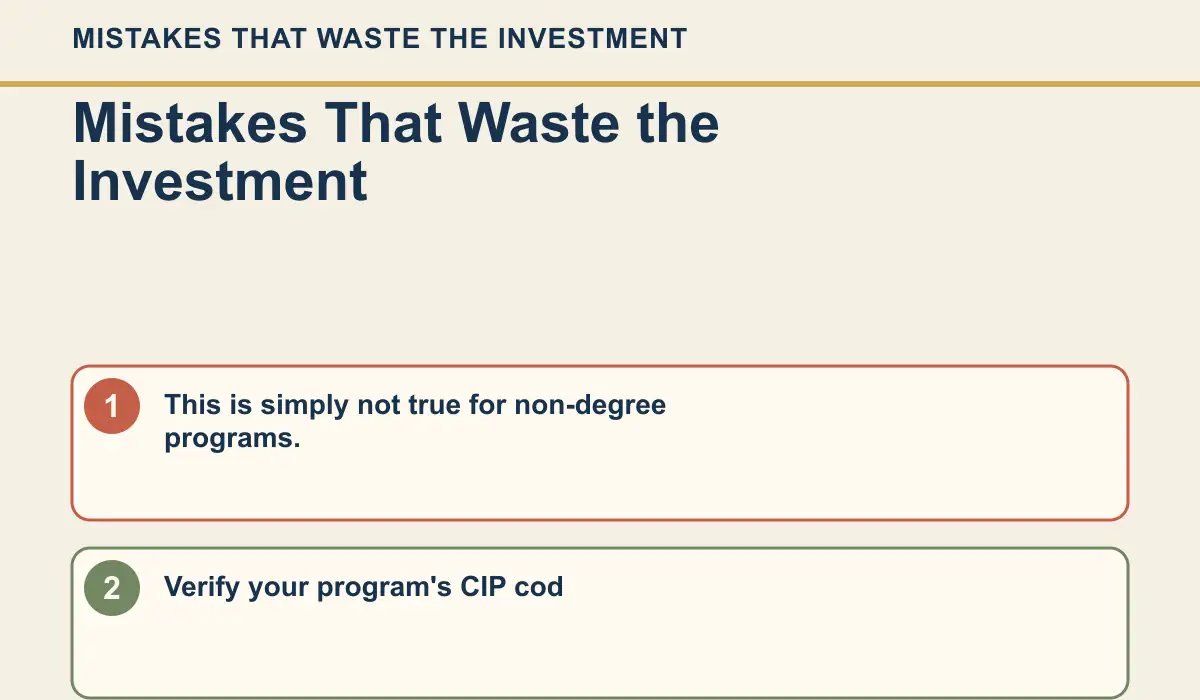 MISTAKES THAT WASTE THE INVESTMENT
Mistakes That Waste the
Investment
1
This is simply not true for non-degree
programs.
2
Verify your program's CIP cod